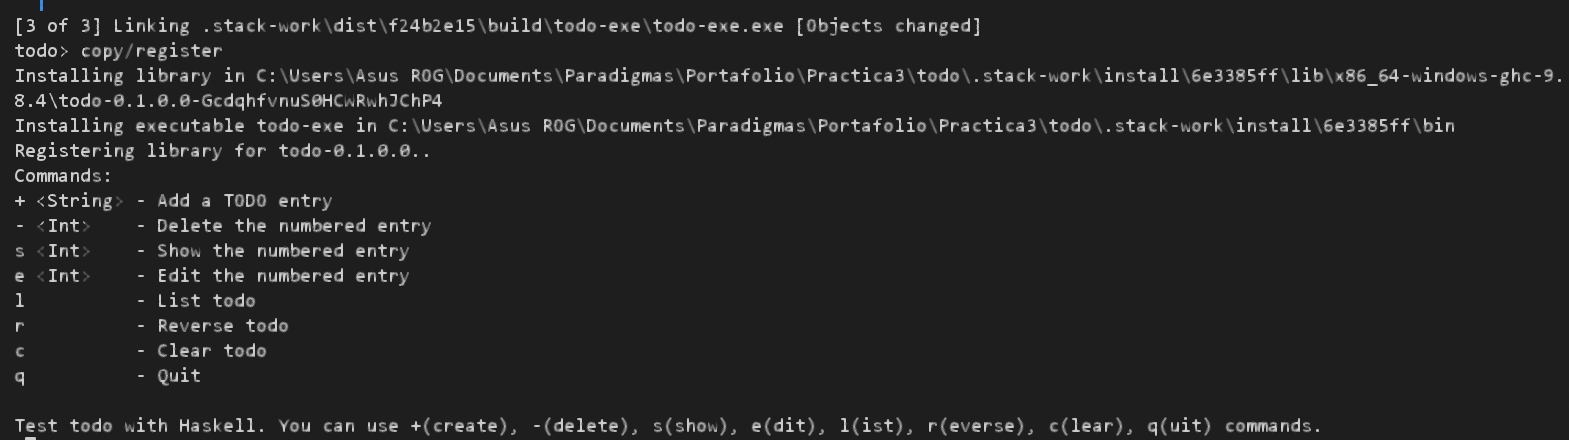 [3 of 3] Linking .stack-work\dist\f24b2e15\build\todo-exe\todo-exe.exe [Objects changed]
todo> copy/register
Installing library in C:\Users\Asus ROG\Documents\Paradigmas\Portafolio\Practica3\todo\.stack-work\install\6e3385ff\lib\x86_64-windows-ghc-9.
8.4\todo-0.1.0.0-GcdqhfvnuS0HCWRwhJChP4
Installing executable todo-exe in C:\Users\Asus ROG\Documents\Paradigmas\Portafolio\Practica3\todo\.stack-work\install\6e3385ff\bin
Registering library for todo-0.1.0.0..
Commands:
+ <String> - Add a TODO entry
- <Int>    - Delete the numbered entry
s <Int>    - Show the numbered entry
e <Int>    - Edit the numbered entry
l          - List todo
r          - Reverse todo
c          - Clear todo
q          - Quit
Test todo with Haskell. You can use +(create), -(delete), s(show), e(dit), l(ist), r(everse), c(lear), q(uit) commands.